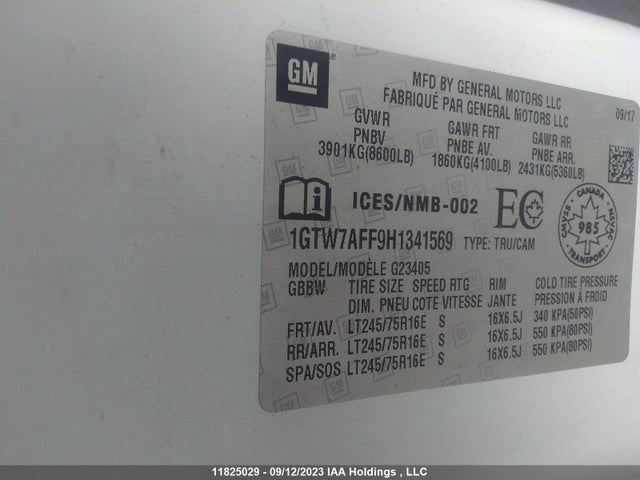 GM
MFD BY GENERAL MOTORS LLC
FABRIQUÉ PAR GENERAL MOTORS LLC
09/17
GVWR GAWR FRT GAWR RR
PNBV PNBE AV. PNBE ARR.
3901KG(8600LB) 1860KG(4100LB) 2431KG(5360LB)
ICES/NMB-002 EC
CANADA
CMVSS 985 NSVAC
TRANSPORT
1GTW7AFF9H1341569 TYPE: TRU/CAM
MODEL/MODÈLE G23405
GBBW TIRE SIZE SPEED RTG RIM COLD TIRE PRESSURE
DIM. PNEU COTE VITESSE JANTE PRESSION À FROID
FRT/AV. LT245/75R16E S 16X6.5J 340 KPA(50PSI)
RR/ARR. LT245/75R16E S 16X6.5J 550 KPA(80PSI)
SPA/SOS LT245/75R16E S 16X6.5J 550 KPA(80PSI)
GM
11825029 - 09/12/2023 IAA Holdings , LLC